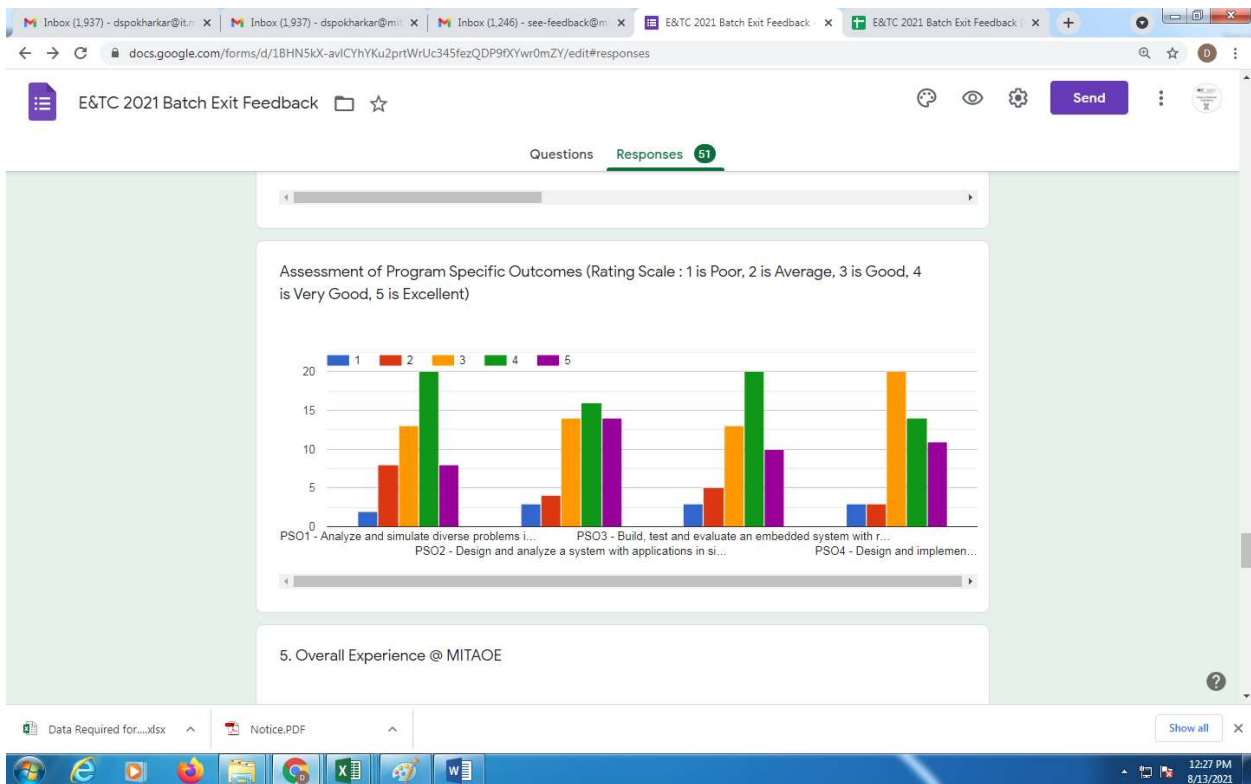 Inbox (1,937) - dspokharkar@it.m
Inbox (1,937) - dspokharkar@mit
Inbox (1,246) - see-feedback@m
E&TC 2021 Batch Exit Feedback
E&TC 2021 Batch Exit Feedback
docs.google.com/forms/d/1BHN5kX-avlCYhYKu2prtWrUc345fezQDP9fXYwr0mZY/edit#responses
D
E&TC 2021 Batch Exit Feedback
Send
Questions
Responses 51
Assessment of Program Specific Outcomes (Rating Scale : 1 is Poor, 2 is Average, 3 is Good, 4
is Very Good, 5 is Excellent)
1 2 3 4 5
20
15
10
5
0
PSO1 - Analyze and simulate diverse problems i...
PSO2 - Design and analyze a system with applications in si...
PSO3 - Build, test and evaluate an embedded system with r...
PSO4 - Design and implemen...
5. Overall Experience @ MITAOE
Data Required for....xlsx
Notice.PDF
Show all
12:27 PM
8/13/2021